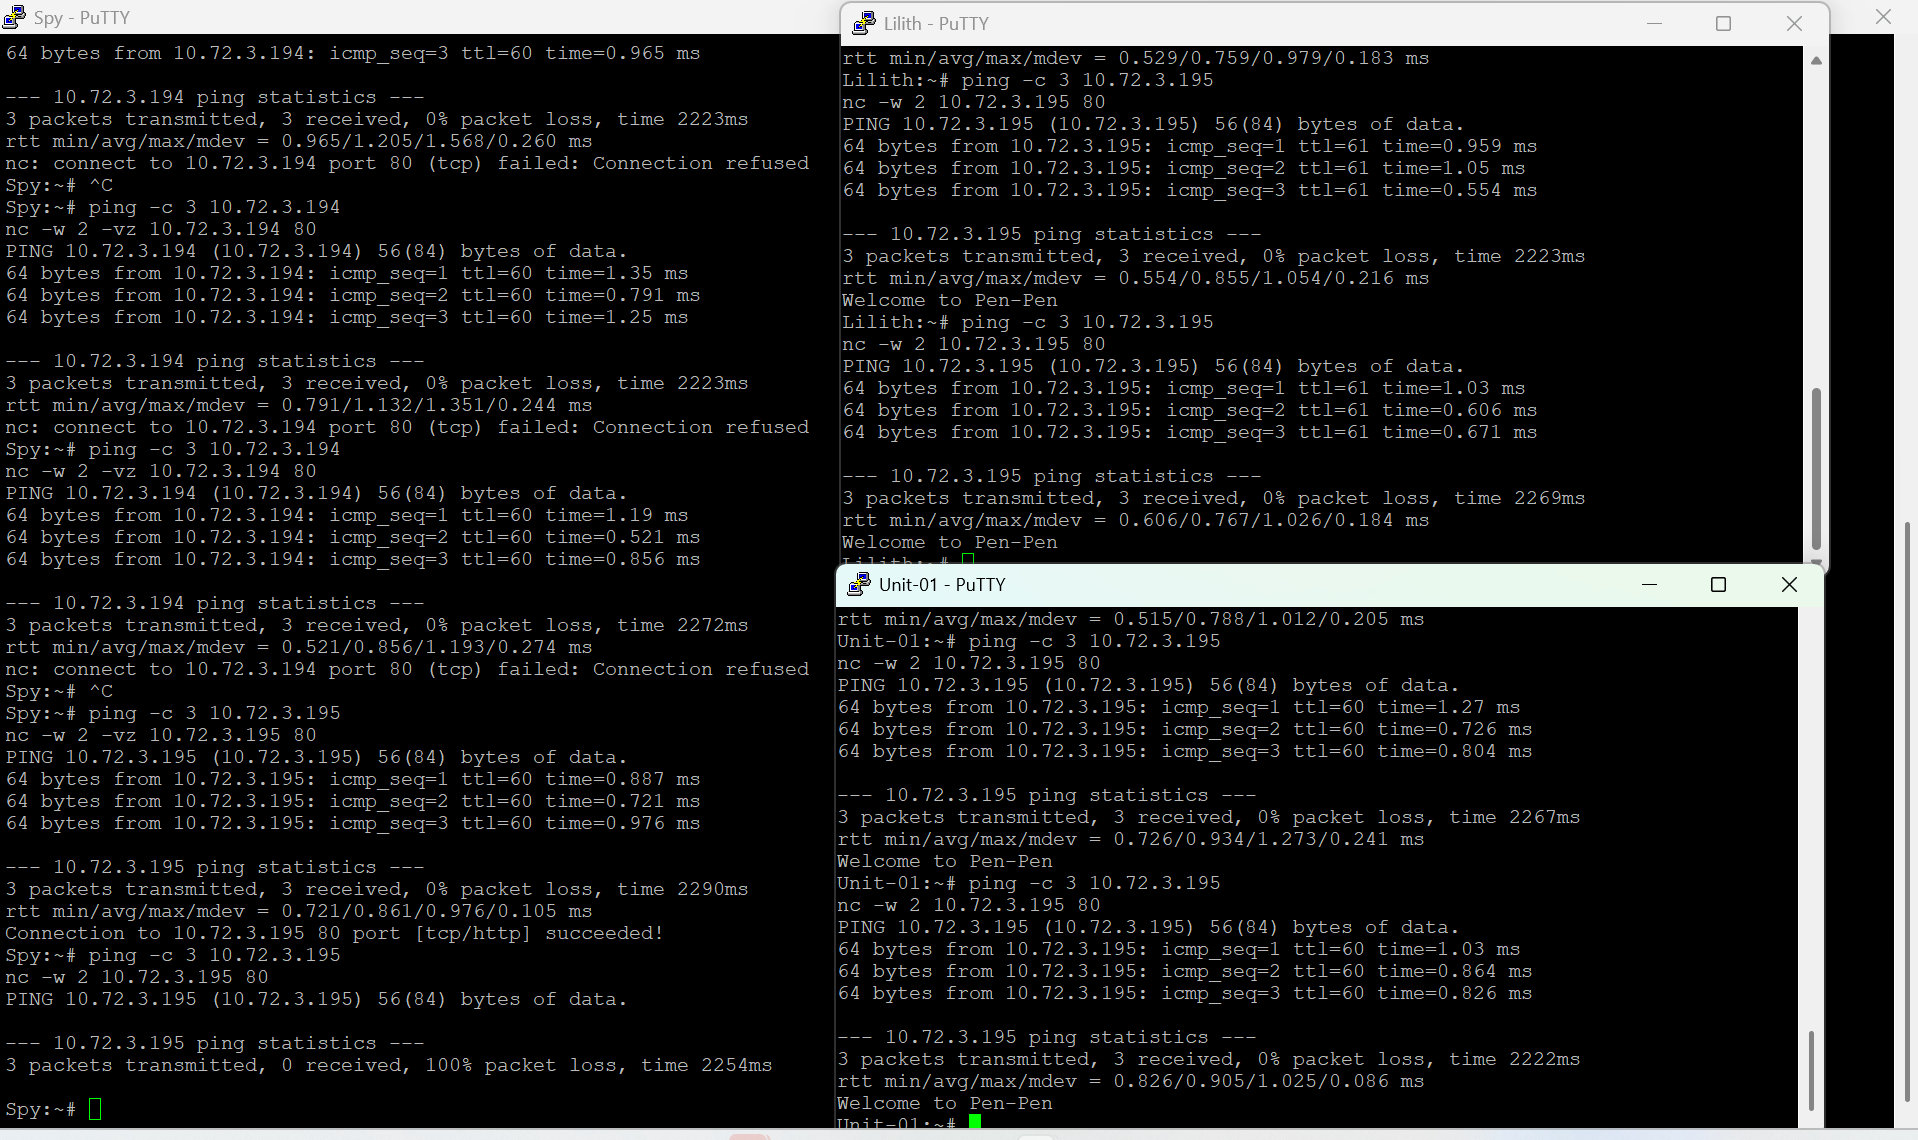 Spy - PuTTY
64 bytes from 10.72.3.194: icmp_seq=3 ttl=60 time=0.965 ms
--- 10.72.3.194 ping statistics ---
3 packets transmitted, 3 received, 0% packet loss, time 2223ms
rtt min/avg/max/mdev = 0.965/1.205/1.568/0.260 ms
nc: connect to 10.72.3.194 port 80 (tcp) failed: Connection refused
Spy:~# ^C
Spy:~# ping -c 3 10.72.3.194
nc -w 2 -vz 10.72.3.194 80
PING 10.72.3.194 (10.72.3.194) 56(84) bytes of data.
64 bytes from 10.72.3.194: icmp_seq=1 ttl=60 time=1.35 ms
64 bytes from 10.72.3.194: icmp_seq=2 ttl=60 time=0.791 ms
64 bytes from 10.72.3.194: icmp_seq=3 ttl=60 time=1.25 ms
--- 10.72.3.194 ping statistics ---
3 packets transmitted, 3 received, 0% packet loss, time 2223ms
rtt min/avg/max/mdev = 0.791/1.132/1.351/0.244 ms
nc: connect to 10.72.3.194 port 80 (tcp) failed: Connection refused
Spy:~# ping -c 3 10.72.3.194
nc -w 2 -vz 10.72.3.194 80
PING 10.72.3.194 (10.72.3.194) 56(84) bytes of data.
64 bytes from 10.72.3.194: icmp_seq=1 ttl=60 time=1.19 ms
64 bytes from 10.72.3.194: icmp_seq=2 ttl=60 time=0.521 ms
64 bytes from 10.72.3.194: icmp_seq=3 ttl=60 time=0.856 ms
--- 10.72.3.194 ping statistics ---
3 packets transmitted, 3 received, 0% packet loss, time 2272ms
rtt min/avg/max/mdev = 0.521/0.856/1.193/0.274 ms
nc: connect to 10.72.3.194 port 80 (tcp) failed: Connection refused
Spy:~# ^C
Spy:~# ping -c 3 10.72.3.195
nc -w 2 -vz 10.72.3.195 80
PING 10.72.3.195 (10.72.3.195) 56(84) bytes of data.
64 bytes from 10.72.3.195: icmp_seq=1 ttl=60 time=0.887 ms
64 bytes from 10.72.3.195: icmp_seq=2 ttl=60 time=0.721 ms
64 bytes from 10.72.3.195: icmp_seq=3 ttl=60 time=0.976 ms
--- 10.72.3.195 ping statistics ---
3 packets transmitted, 3 received, 0% packet loss, time 2290ms
rtt min/avg/max/mdev = 0.721/0.861/0.976/0.105 ms
Connection to 10.72.3.195 80 port [tcp/http] succeeded!
Spy:~# ping -c 3 10.72.3.195
nc -w 2 10.72.3.195 80
PING 10.72.3.195 (10.72.3.195) 56(84) bytes of data.
--- 10.72.3.195 ping statistics ---
3 packets transmitted, 0 received, 100% packet loss, time 2254ms
Spy:~#
Lilith - PuTTY
rtt min/avg/max/mdev = 0.529/0.759/0.979/0.183 ms
Lilith:~# ping -c 3 10.72.3.195
nc -w 2 10.72.3.195 80
PING 10.72.3.195 (10.72.3.195) 56(84) bytes of data.
64 bytes from 10.72.3.195: icmp_seq=1 ttl=61 time=0.959 ms
64 bytes from 10.72.3.195: icmp_seq=2 ttl=61 time=1.05 ms
64 bytes from 10.72.3.195: icmp_seq=3 ttl=61 time=0.554 ms
--- 10.72.3.195 ping statistics ---
3 packets transmitted, 3 received, 0% packet loss, time 2223ms
rtt min/avg/max/mdev = 0.554/0.855/1.054/0.216 ms
Welcome to Pen-Pen
Lilith:~# ping -c 3 10.72.3.195
nc -w 2 10.72.3.195 80
PING 10.72.3.195 (10.72.3.195) 56(84) bytes of data.
64 bytes from 10.72.3.195: icmp_seq=1 ttl=61 time=1.03 ms
64 bytes from 10.72.3.195: icmp_seq=2 ttl=61 time=0.606 ms
64 bytes from 10.72.3.195: icmp_seq=3 ttl=61 time=0.671 ms
--- 10.72.3.195 ping statistics ---
3 packets transmitted, 3 received, 0% packet loss, time 2269ms
rtt min/avg/max/mdev = 0.606/0.767/1.026/0.184 ms
Welcome to Pen-Pen
Lilith:~#
Unit-01 - PuTTY
rtt min/avg/max/mdev = 0.515/0.788/1.012/0.205 ms
Unit-01:~# ping -c 3 10.72.3.195
nc -w 2 10.72.3.195 80
PING 10.72.3.195 (10.72.3.195) 56(84) bytes of data.
64 bytes from 10.72.3.195: icmp_seq=1 ttl=60 time=1.27 ms
64 bytes from 10.72.3.195: icmp_seq=2 ttl=60 time=0.726 ms
64 bytes from 10.72.3.195: icmp_seq=3 ttl=60 time=0.804 ms
--- 10.72.3.195 ping statistics ---
3 packets transmitted, 3 received, 0% packet loss, time 2267ms
rtt min/avg/max/mdev = 0.726/0.934/1.273/0.241 ms
Welcome to Pen-Pen
Unit-01:~# ping -c 3 10.72.3.195
nc -w 2 10.72.3.195 80
PING 10.72.3.195 (10.72.3.195) 56(84) bytes of data.
64 bytes from 10.72.3.195: icmp_seq=1 ttl=60 time=1.03 ms
64 bytes from 10.72.3.195: icmp_seq=2 ttl=60 time=0.864 ms
64 bytes from 10.72.3.195: icmp_seq=3 ttl=60 time=0.826 ms
--- 10.72.3.195 ping statistics ---
3 packets transmitted, 3 received, 0% packet loss, time 2222ms
rtt min/avg/max/mdev = 0.826/0.905/1.025/0.086 ms
Welcome to Pen-Pen
Unit-01:~#